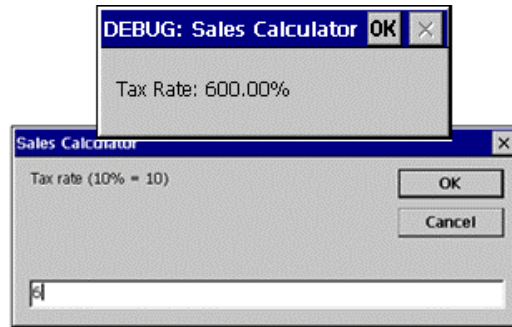 DEBUG: Sales Calculator OK
Tax Rate: 600.00%
Sales Calculator
Tax rate (10% = 10)
OK
Cancel
6